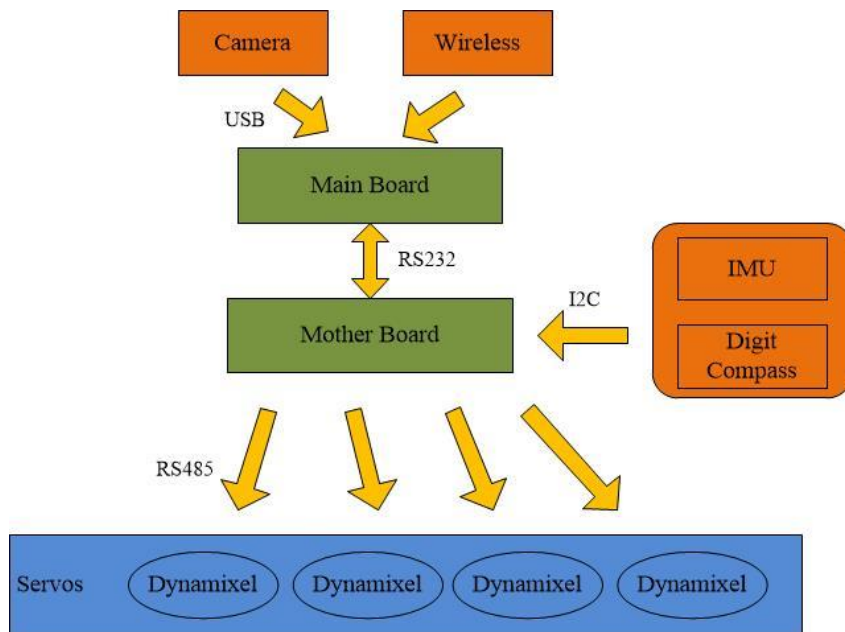 Camera
Wireless
USB
Main Board
RS232
IMU
I2C
Mother Board
Digit
Compass
RS485
Servos
Dynamixel
Dynamixel
Dynamixel
Dynamixel